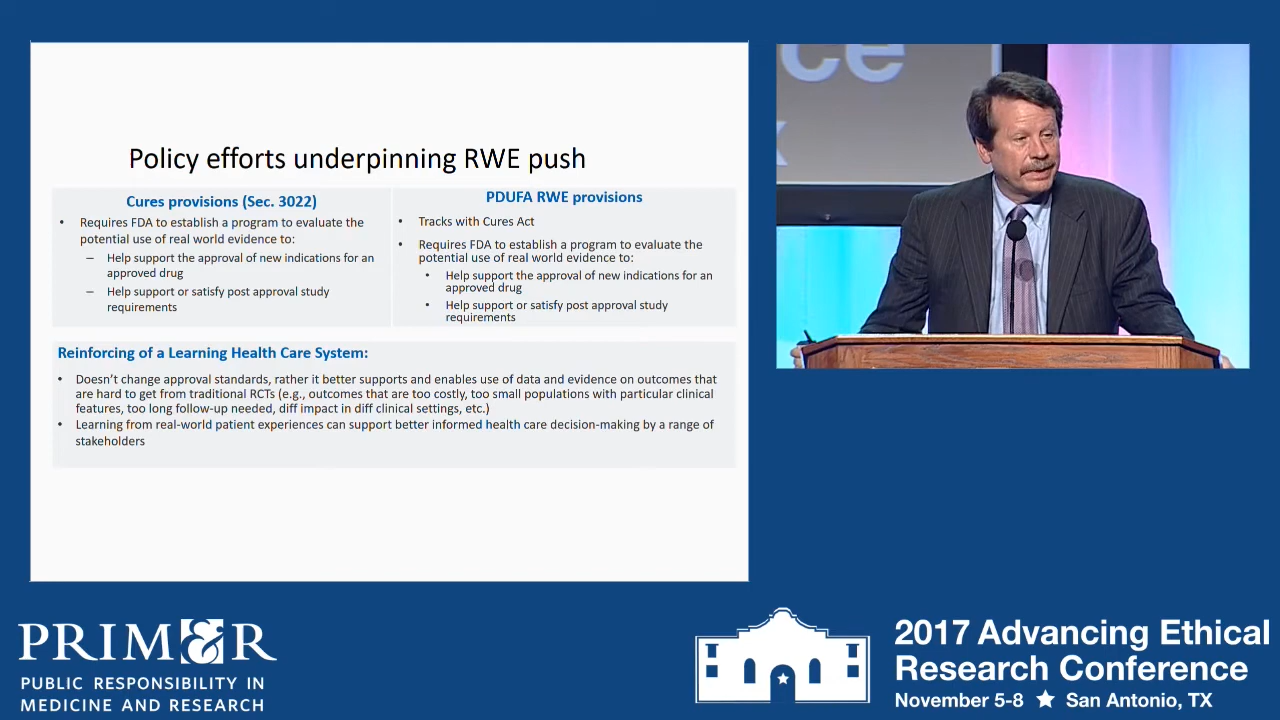 Policy efforts underpinning RWE push
Cures provisions (Sec. 3022)
• Requires FDA to establish a program to evaluate the
potential use of real world evidence to:
– Help support the approval of new indications for an
approved drug
– Help support or satisfy post approval study
requirements
PDUFA RWE provisions
• Tracks with Cures Act
• Requires FDA to establish a program to evaluate the
potential use of real world evidence to:
• Help support the approval of new indications for an
approved drug
• Help support or satisfy post approval study
requirements
Reinforcing of a Learning Health Care System:
• Doesn't change approval standards, rather it better supports and enables use of data and evidence on outcomes that
are hard to get from traditional RCTs (e.g., outcomes that are too costly, too small populations with particular clinical
features, too long follow-up needed, diff impact in diff clinical settings, etc.)
• Learning from real-world patient experiences can support better informed health care decision-making by a range of
stakeholders
ce
PRIM&R
PUBLIC RESPONSIBILITY IN
MEDICINE AND RESEARCH
2017 Advancing Ethical
Research Conference
November 5-8 ★ San Antonio, TX